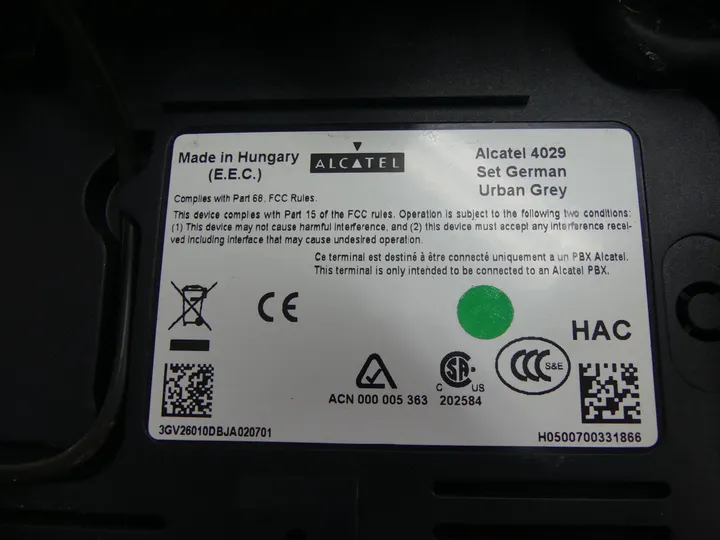 Made in Hungary
(E.E.C.)
ALCATEL
Alcatel 4029
Set German
Urban Grey
Complies with Part 68, FCC Rules.
This device complies with Part 15 of the FCC rules. Operation is subject to the following two conditions:
(1) This device may not cause harmful interference, and (2) this device must accept any interference recei-
ved including interface that may cause undesired operation.
Ce terminal est destiné à être connecté uniquement a un PBX Alcatel.
This terminal is only intended to be connected to an Alcatel PBX.
CE
HAC
ACN 000 005 363
C SA US
202584
CCC S&E
3GV26010DBJA020701
H0500700331866